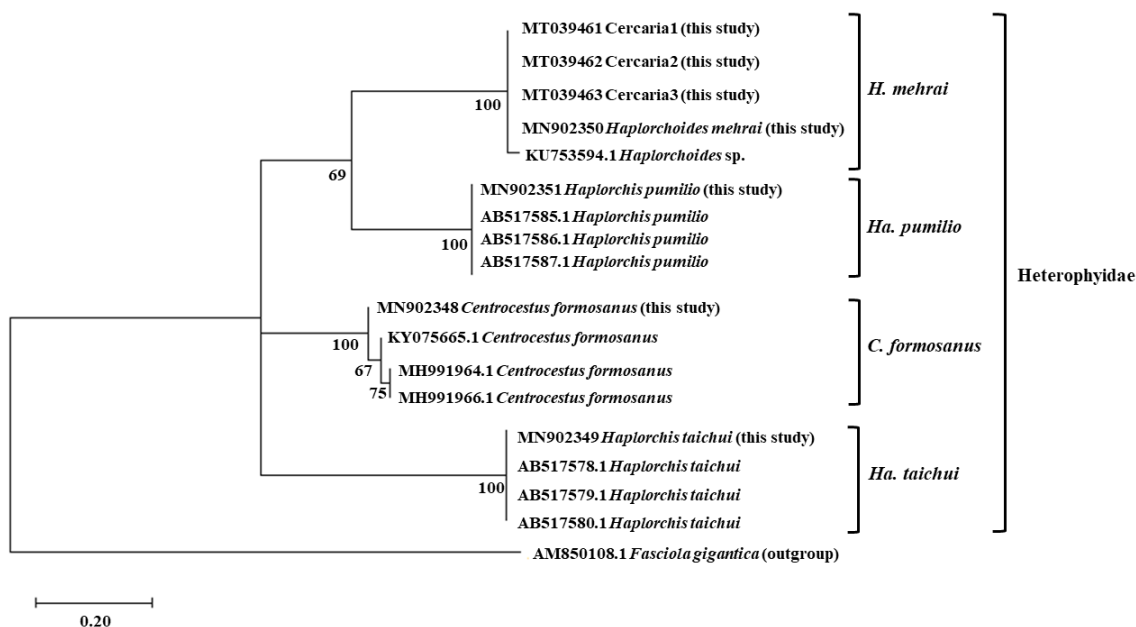 MT039461 Cercaria1 (this study)
MT039462 Cercaria2 (this study)
MT039463 Cercaria3 (this study)
H. mehrai
100
MN902350 Haplorchoides mehrai (this study)
KU753594.1 Haplorchoides sp.
69
MN902351 Haplorchis pumilio (this study)
AB517585.1 Haplorchis pumilio
Ha. pumilio
100
AB517586.1 Haplorchis pumilio
AB517587.1 Haplorchis pumilio
Heterophyidae
MN902348 Centrocestus formosanus (this study)
KY075665.1 Centrocestus formosanus
100
C. formosanus
67
MH991964.1 Centrocestus formosanus
75
MH991966.1 Centrocestus formosanus
MN902349 Haplorchis taichui (this study)
AB517578.1 Haplorchis taichui
Ha. taichui
100
AB517579.1 Haplorchis taichui
AB517580.1 Haplorchis taichui
AM850108.1 Fasciola gigantica (outgroup)
0.20